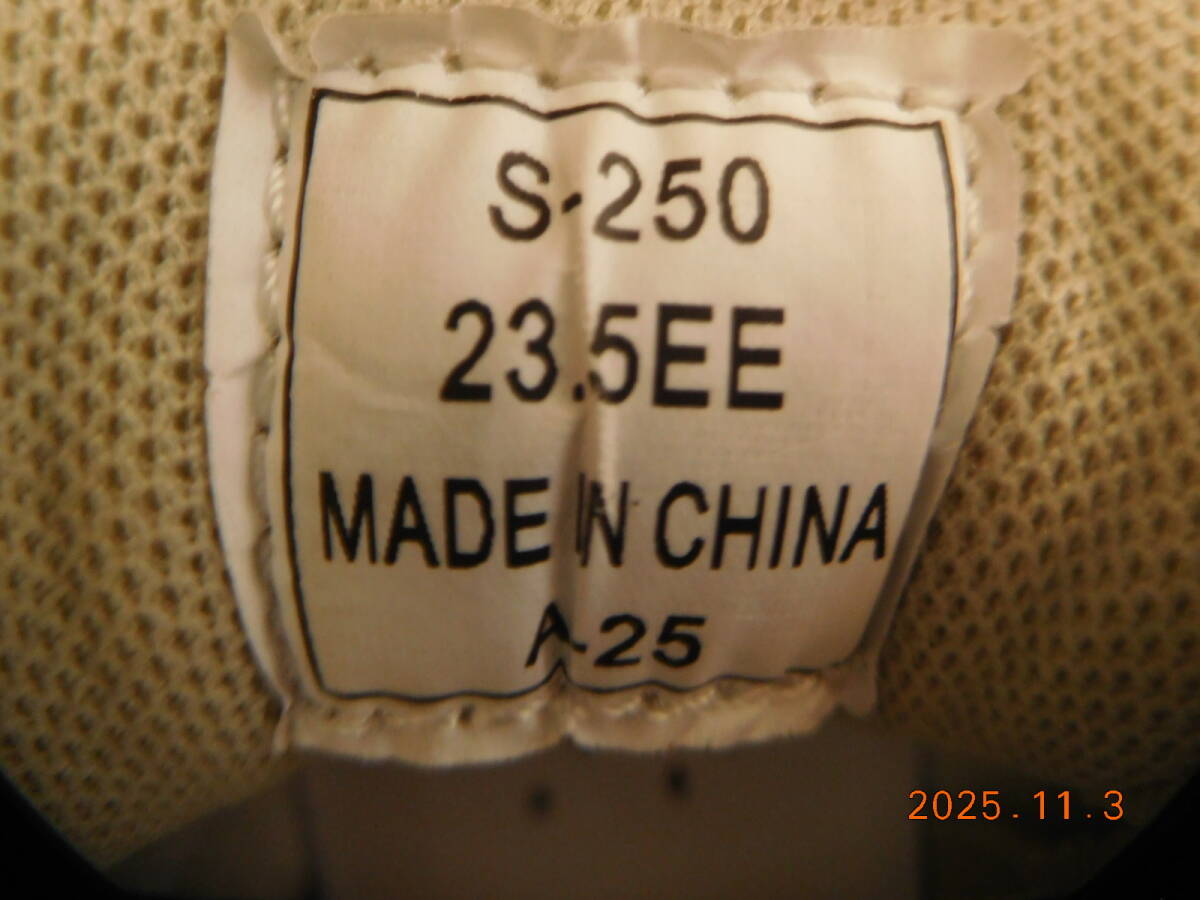 S-250
23.5EE
MADE IN CHINA
A-25
2025.11.3